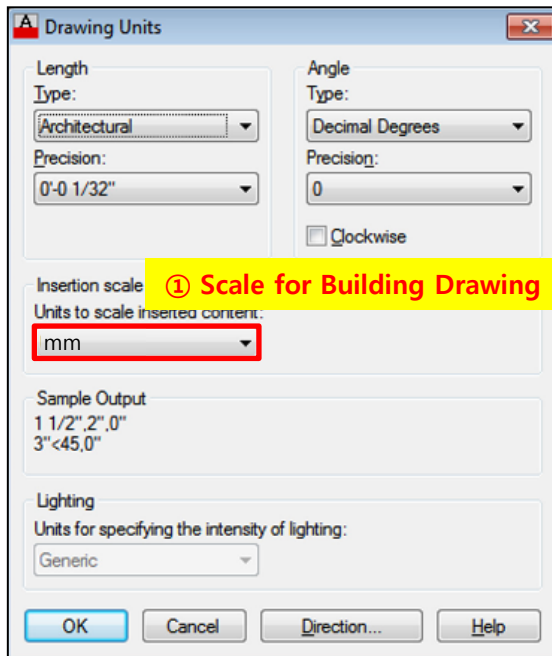 Drawing Units
Length
Type:
Architectural
Precision:
0'-0 1/32"
Angle
Type:
Decimal Degrees
Precision:
0
Clockwise
① Scale for Building Drawing
Insertion scale
Units to scale inserted content:
mm
Sample Output
1 1/2",2",0"
3"<45,0"
Lighting
Units for specifying the intensity of lighting:
Generic
OK Cancel Direction... Help